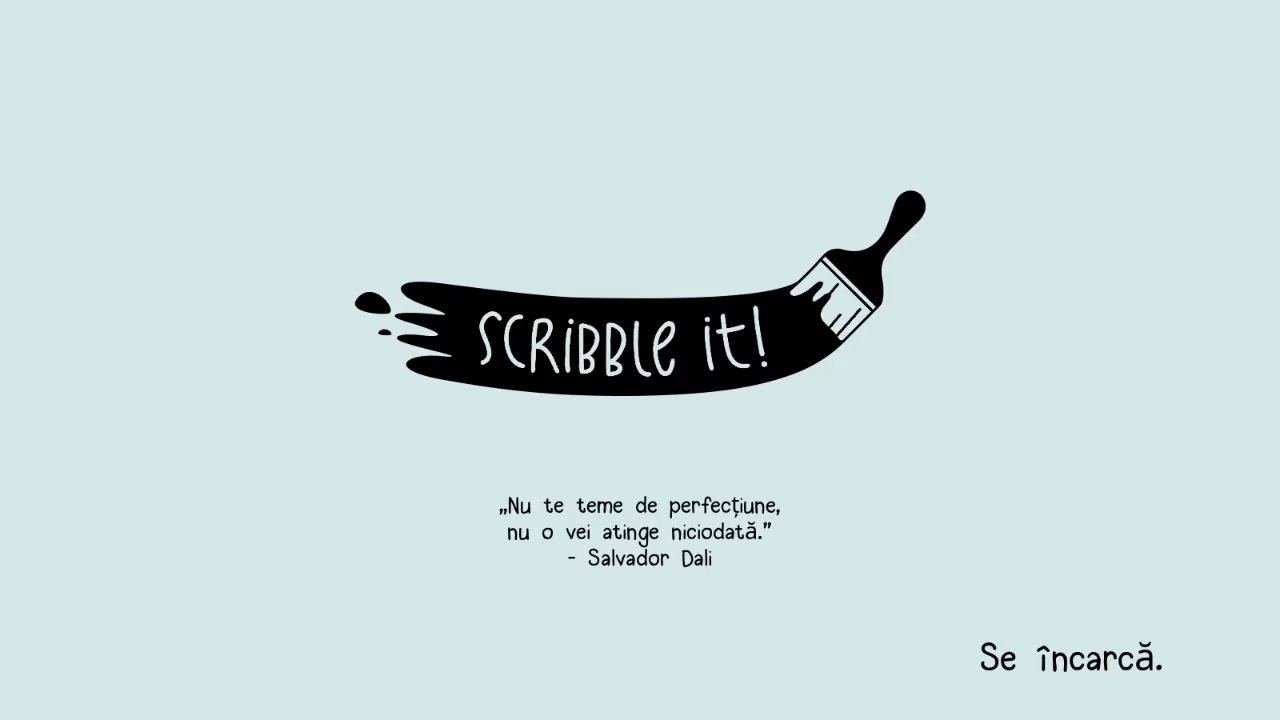 SCRIBBLE it!
„Nu te teme de perfecțiune,
nu o vei atinge niciodată.”
- Salvador Dali
Se încarcă.